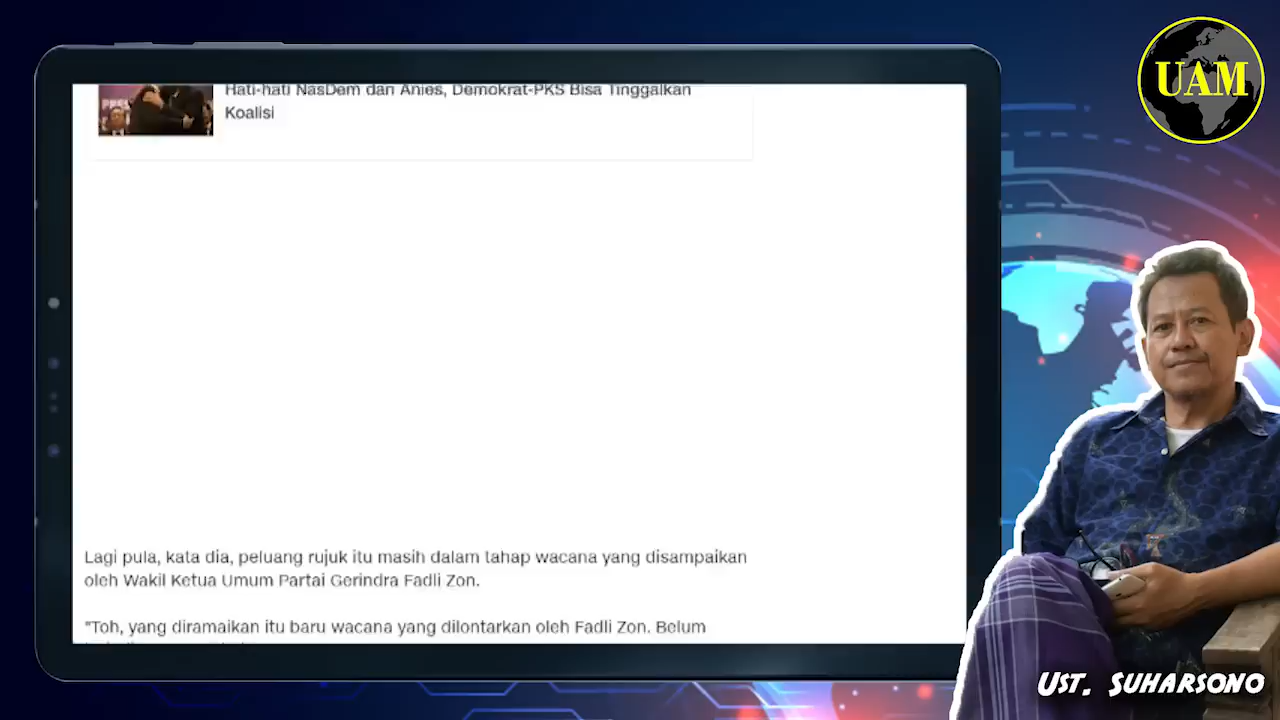 UAM
Hati-hati NasDem dan Anies, Demokrat-PKS Bisa Tinggalkan
Koalisi
Lagi pula, kata dia, peluang rujuk itu masih dalam tahap wacana yang disampaikan
oleh Wakil Ketua Umum Partai Gerindra Fadli Zon.
"Toh, yang diramaikan itu baru wacana yang dilontarkan oleh Fadli Zon. Belum
Ust. Suharsono